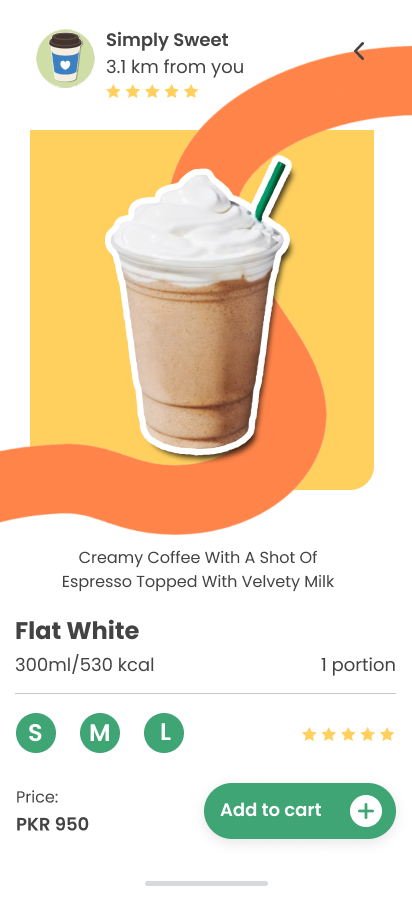 Simply Sweet
3.1 km from you
Creamy Coffee With A Shot Of
Espresso Topped With Velvety Milk
Flat White
300ml/530 kcal
1 portion
S M L
Price:
PKR 950
Add to cart